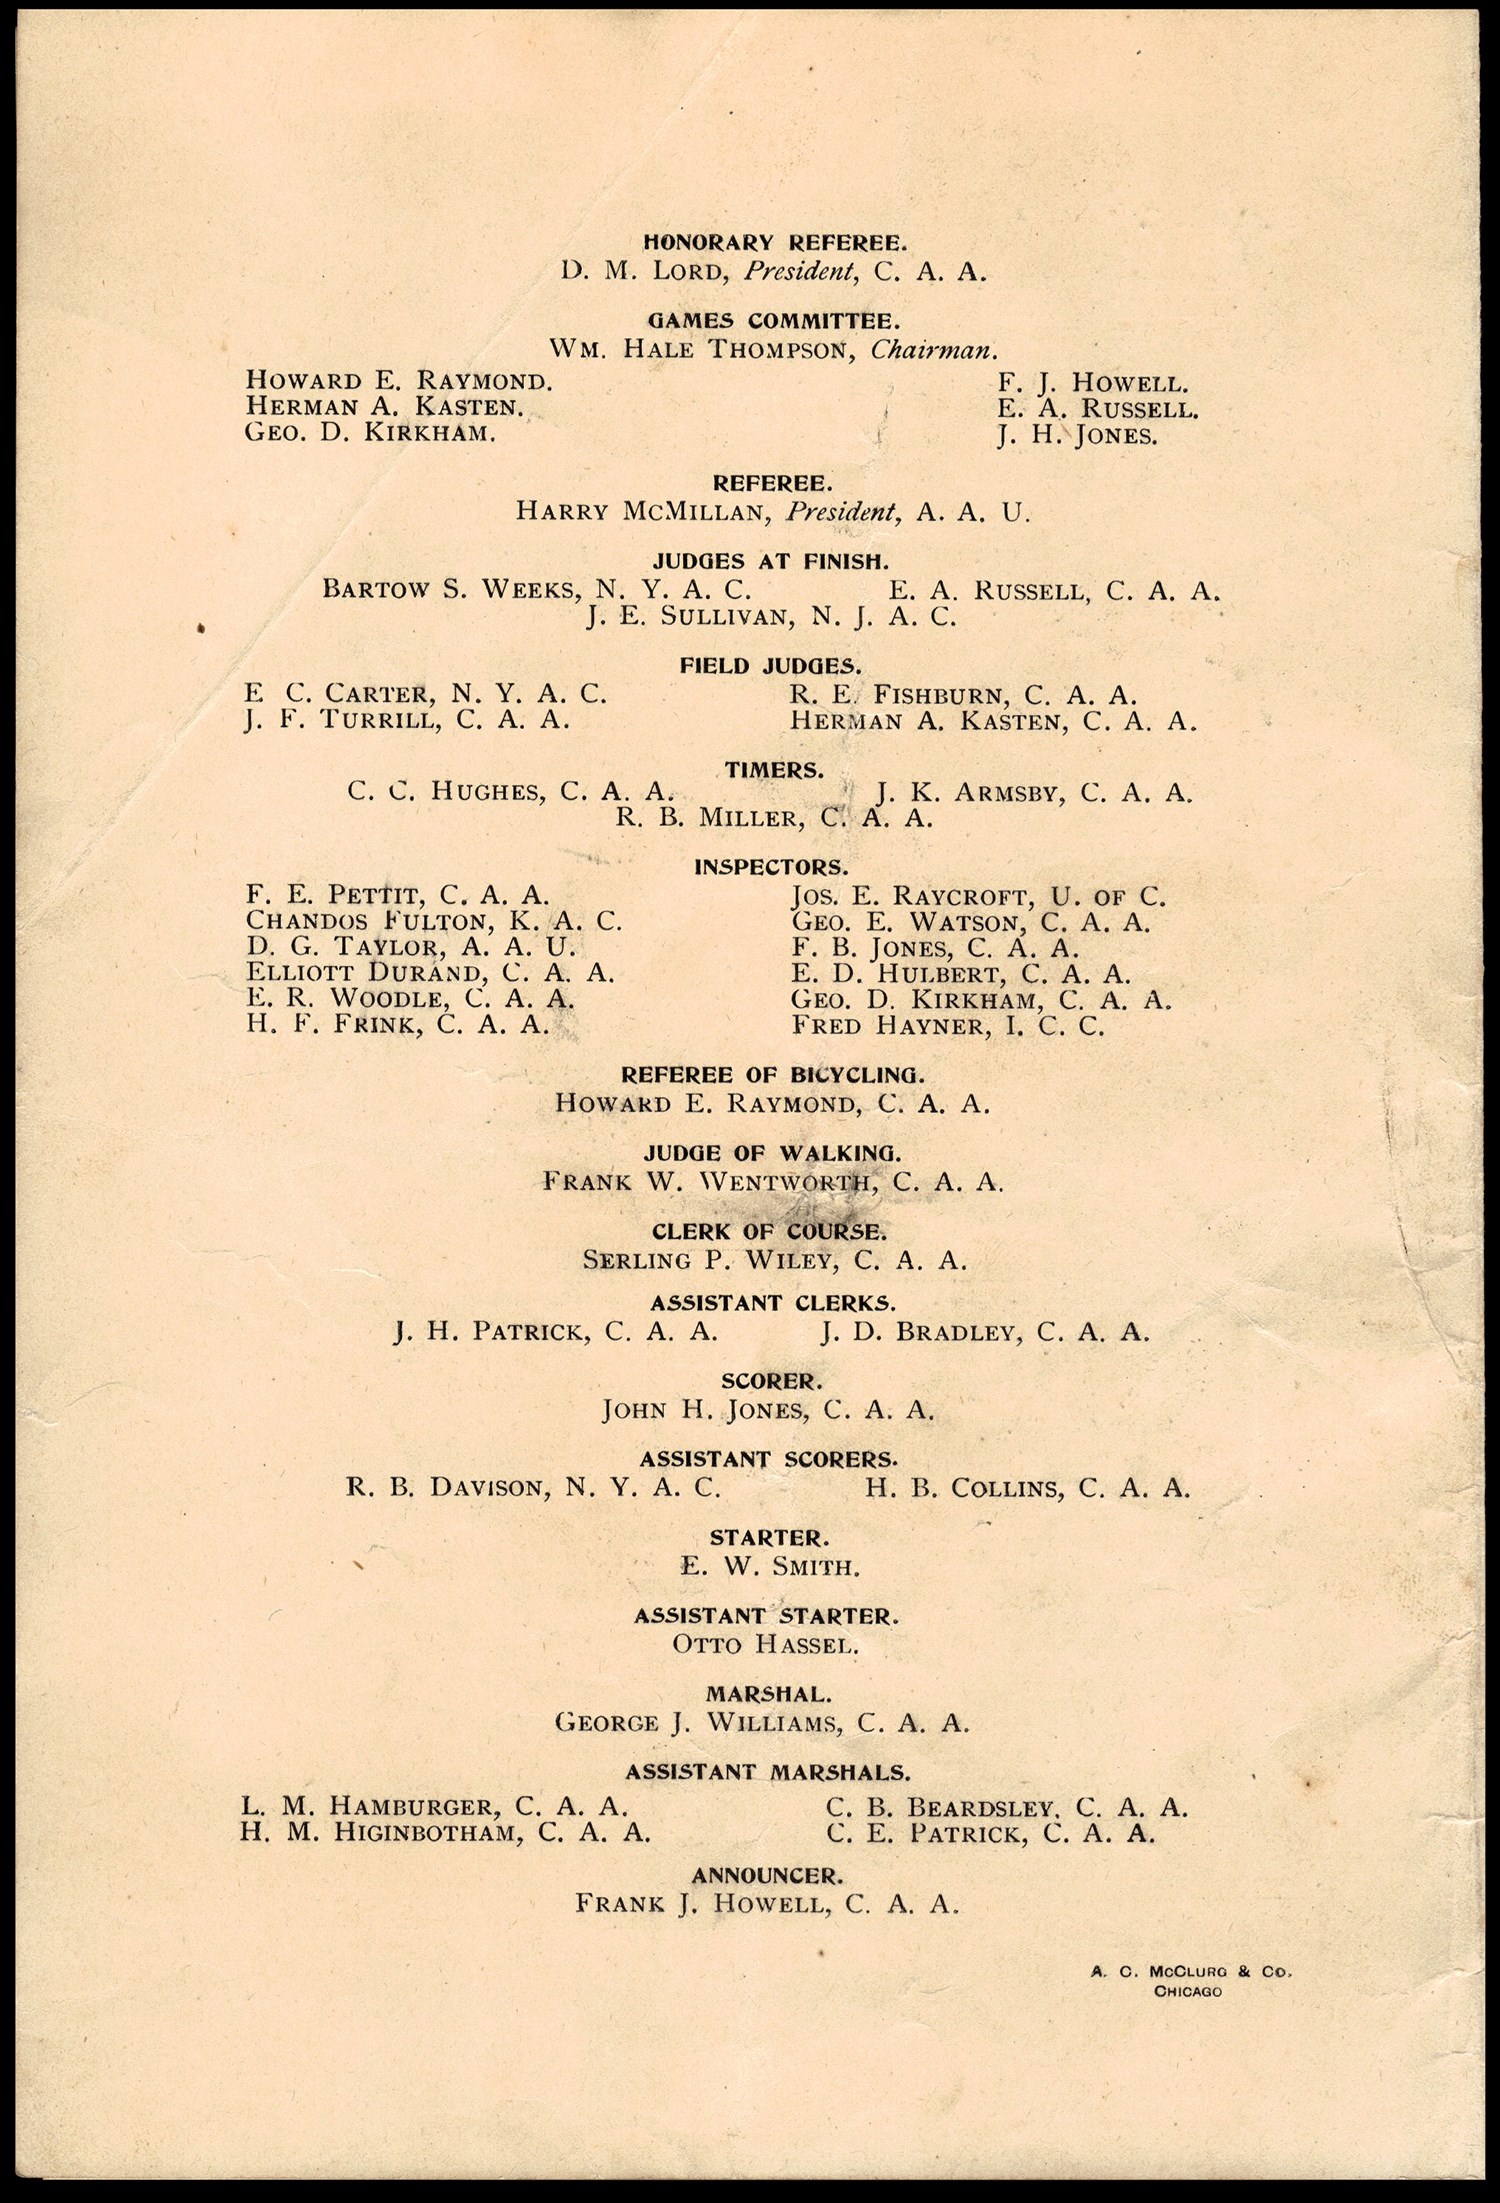 HONORARY REFEREE.
D. M. LORD, President, C. A. A.
GAMES COMMITTEE.
WM. HALE THOMPSON, Chairman.
HOWARD E. RAYMOND. F. J. HOWELL.
HERMAN A. KASTEN. E. A. RUSSELL.
GEO. D. KIRKHAM. J. H. JONES.
REFEREE.
HARRY MCMILLAN, President, A. A. U.
JUDGES AT FINISH.
BARTOW S. WEEKS, N. Y. A. C. E. A. RUSSELL, C. A. A.
J. E. SULLIVAN, N. J. A. C.
FIELD JUDGES.
E C. CARTER, N. Y. A. C. R. E. FISHBURN, C. A. A.
J. F. TURRILL, C. A. A. HERMAN A. KASTEN, C. A. A.
TIMERS.
C. C. HUGHES, C. A. A. J. K. ARMSBY, C. A. A.
R. B. MILLER, C. A. A.
INSPECTORS.
F. E. PETTIT, C. A. A. JOS. E. RAYCROFT, U. OF C.
CHANDOS FULTON, K. A. C. GEO. E. WATSON, C. A. A.
D. G. TAYLOR, A. A. U. F. B. JONES, C. A. A.
ELLIOTT DURAND, C. A. A. E. D. HULBERT, C. A. A.
E. R. WOODLE, C. A. A. GEO. D. KIRKHAM, C. A. A.
H. F. FRINK, C. A. A. FRED HAYNER, I. C. C.
REFEREE OF BICYCLING.
HOWARD E. RAYMOND, C. A. A.
JUDGE OF WALKING.
FRANK W. WENTWORTH, C. A. A.
CLERK OF COURSE.
SERLING P. WILEY, C. A. A.
ASSISTANT CLERKS.
J. H. PATRICK, C. A. A. J. D. BRADLEY, C. A. A.
SCORER.
JOHN H. JONES, C. A. A.
ASSISTANT SCORERS.
R. B. DAVISON, N. Y. A. C. H. B. COLLINS, C. A. A.
STARTER.
E. W. SMITH.
ASSISTANT STARTER.
OTTO HASSEL.
MARSHAL.
GEORGE J. WILLIAMS, C. A. A.
ASSISTANT MARSHALS.
L. M. HAMBURGER, C. A. A. C. B. BEARDSLEY. C. A. A.
H. M. HIGINBOTHAM, C. A. A. C. E. PATRICK, C. A. A.
ANNOUNCER.
FRANK J. HOWELL, C. A. A.
A. C. MCCLURG & CO.
CHICAGO